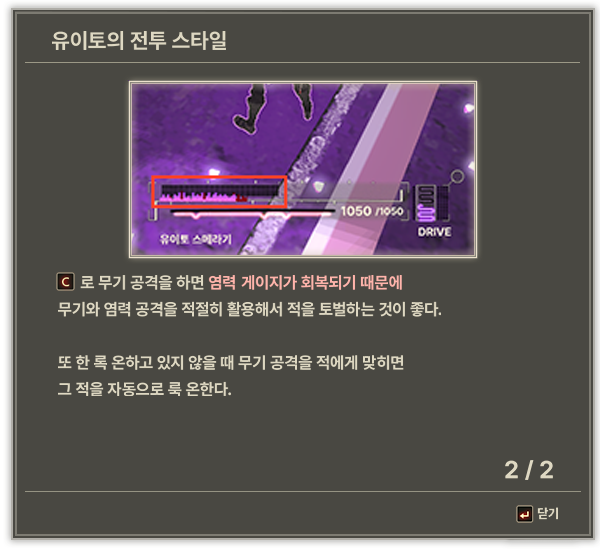 유이토의 전투 스타일
1050 /1050
유이토 스메라기
DRIVE
C 로 무기 공격을 하면 염력 게이지가 회복되기 때문에
무기와 염력 공격을 적절히 활용해서 적을 토벌하는 것이 좋다.
또 한 록 온하고 있지 않을 때 무기 공격을 적에게 맞히면
그 적을 자동으로 룩 온한다.
2 / 2
닫기